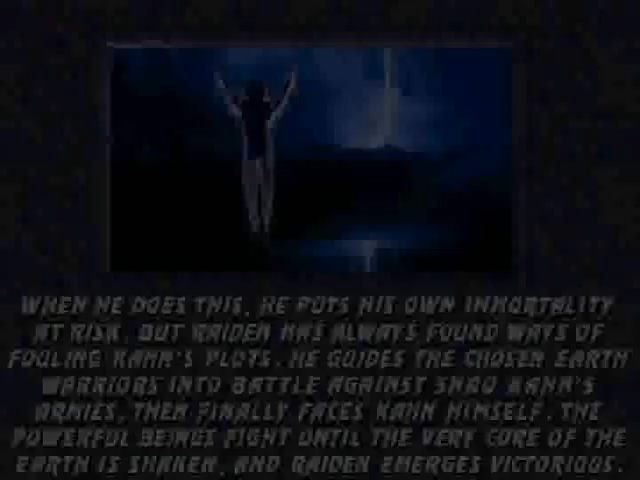 WHEN HE DOES THIS, HE PUTS HIS OWN IMMORTALITY
AT RISK, BUT RAIDEN HAS ALWAYS FOUND WAYS OF
FOOLING KAHN'S PLOTS. HE GUIDES THE CHOSEN EARTH
WARRIORS INTO BATTLE AGAINST SHAO KAHN'S
ARMIES, THEN FINALLY FACES KAHN HIMSELF. THE
POWERFUL BEINGS FIGHT UNTIL THE VERY CORE OF THE
EARTH IS SHAKEN, AND RAIDEN EMERGES VICTORIOUS.